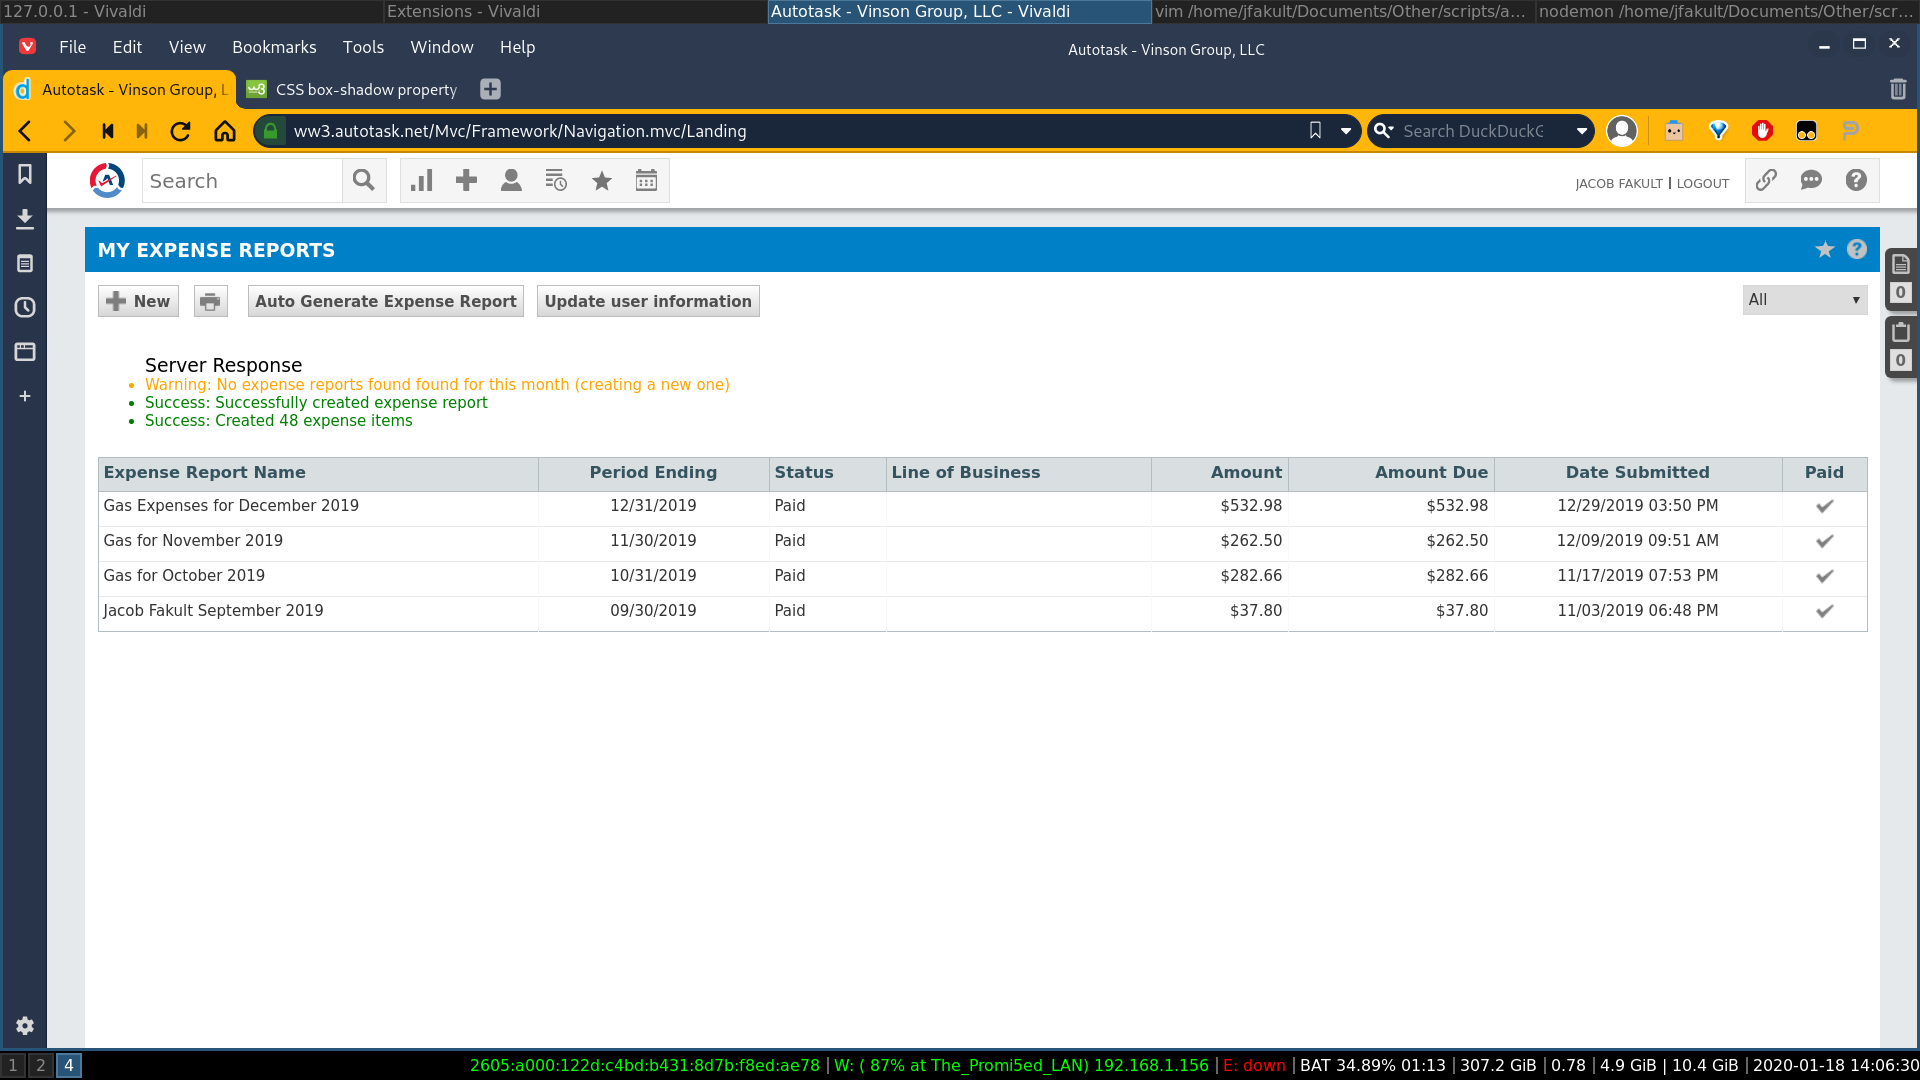 127.0.0.1 - Vivaldi Extensions - Vivaldi Autotask - Vinson Group, LLC - Vivaldi vim /home/jfakult/Documents/Other/scripts/a... nodemon /home/jfakult/Documents/Other/scr...
File Edit View Bookmarks Tools Window Help Autotask - Vinson Group, LLC
Autotask - Vinson Group, L CSS box-shadow property
ww3.autotask.net/Mvc/Framework/Navigation.mvc/Landing Search DuckDuckG
Search JACOB FAKULT | LOGOUT
MY EXPENSE REPORTS
New Auto Generate Expense Report Update user information All
0
0
Server Response
Warning: No expense reports found found for this month (creating a new one)
Success: Successfully created expense report
Success: Created 48 expense items
Expense Report Name Period Ending Status Line of Business Amount Amount Due Date Submitted Paid
Gas Expenses for December 2019 12/31/2019 Paid $532.98 $532.98 12/29/2019 03:50 PM
Gas for November 2019 11/30/2019 Paid $262.50 $262.50 12/09/2019 09:51 AM
Gas for October 2019 10/31/2019 Paid $282.66 $282.66 11/17/2019 07:53 PM
Jacob Fakult September 2019 09/30/2019 Paid $37.80 $37.80 11/03/2019 06:48 PM
1 2 4 2605:a000:122d:c4bd:b431:8d7b:f8ed:ae78 | W: ( 87% at The_Promi5ed_LAN) 192.168.1.156 | E: down | BAT 34.89% 01:13 | 307.2 GiB | 0.78 | 4.9 GiB | 10.4 GiB | 2020-01-18 14:06:30